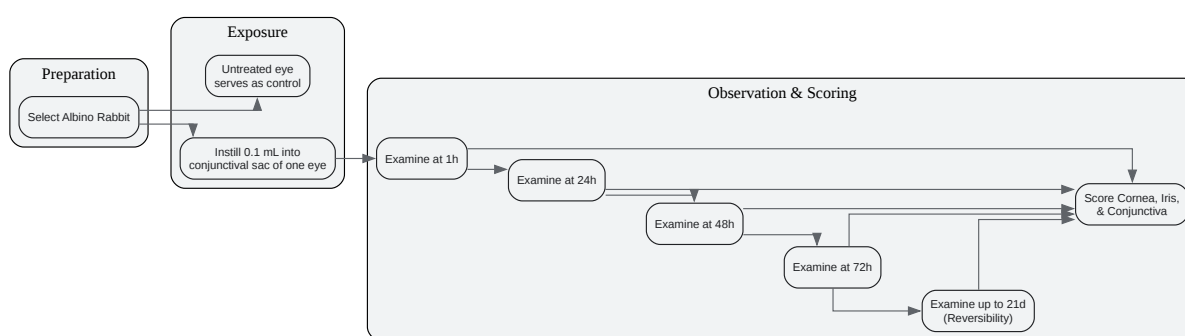 Preparation
Select Albino Rabbit
Exposure
Untreated eye
serves as control
Instill 0.1 mL into
conjunctival sac of one eye
Observation & Scoring
Examine at 1h
Examine at 24h
Examine at 48h
Examine at 72h
Examine up to 21d
(Reversibility)
Score Cornea, Iris,
& Conjunctiva